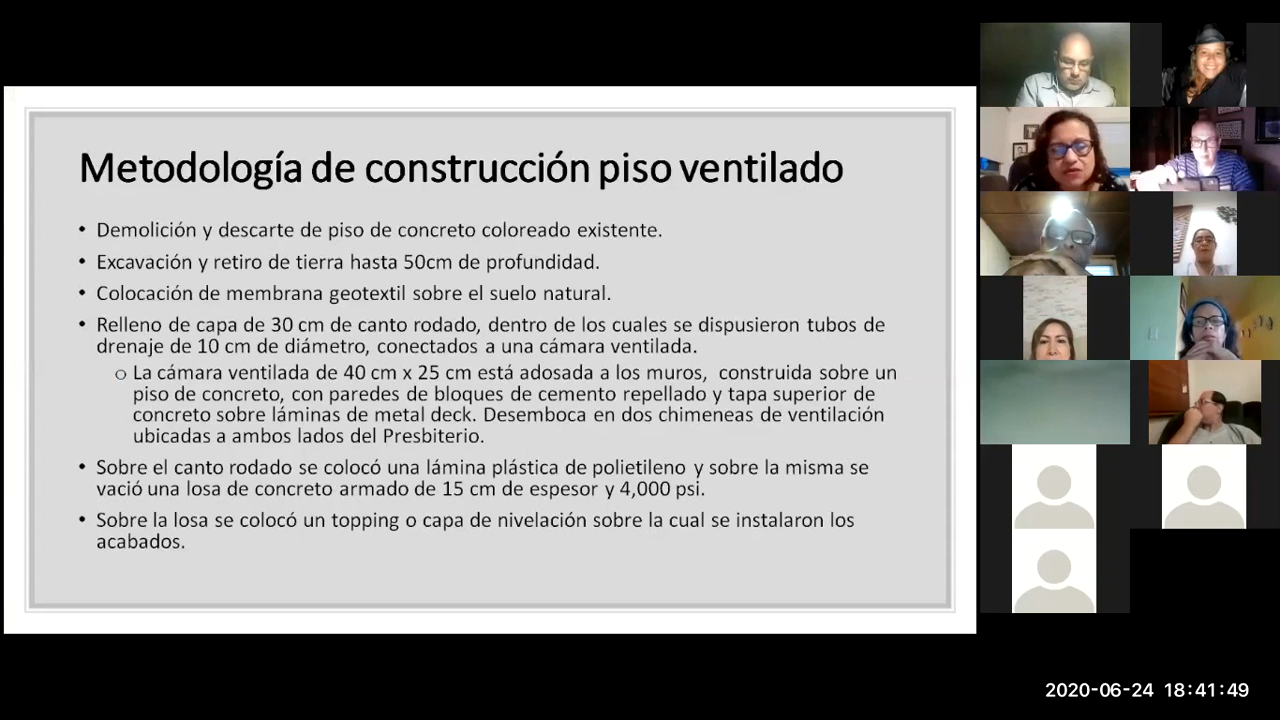 Metodología de construcción piso ventilado
• Demolición y descarte de piso de concreto coloreado existente.
• Excavación y retiro de tierra hasta 50cm de profundidad.
• Colocación de membrana geotextil sobre el suelo natural.
• Relleno de capa de 30 cm de canto rodado, dentro de los cuales se dispusieron tubos de
drenaje de 10 cm de diámetro, conectados a una cámara ventilada.
○ La cámara ventilada de 40 cm x 25 cm está adosada a los muros, construida sobre un
piso de concreto, con paredes de bloques de cemento repellado y tapa superior de
concreto sobre láminas de metal deck. Desemboca en dos chimeneas de ventilación
ubicadas a ambos lados del Presbiterio.
• Sobre el canto rodado se colocó una lámina plástica de polietileno y sobre la misma se
vació una losa de concreto armado de 15 cm de espesor y 4,000 psi.
• Sobre la losa se colocó un topping o capa de nivelación sobre la cual se instalaron los
acabados.
2020-06-24 18:41:49